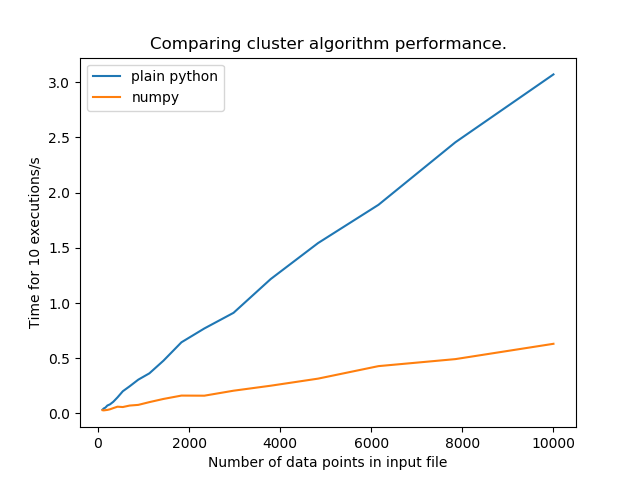 Comparing cluster algorithm performance.
plain python
numpy
3.0
2.5
2.0
1.5
1.0
0.5
0.0
Time for 10 executions/s
0 2000 4000 6000 8000 10000
Number of data points in input file